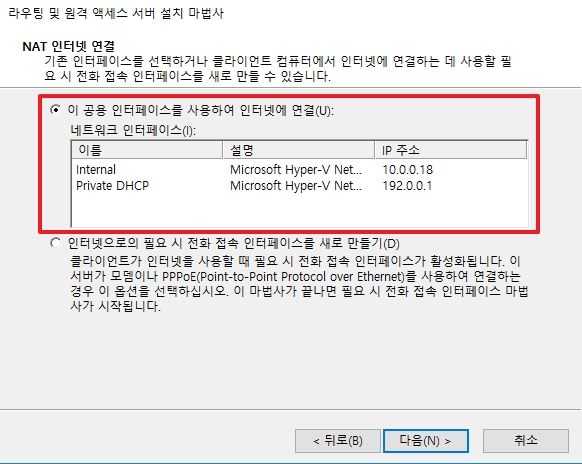 라우팅 및 원격 액세스 서버 설치 마법사
NAT 인터넷 연결
기존 인터페이스를 선택하거나 클라이언트 컴퓨터에서 인터넷에 연결하는 데 사용할 필
요 시 전화 접속 인터페이스를 새로 만들 수 있습니다.
이 공용 인터페이스를 사용하여 인터넷에 연결(U):
네트워크 인터페이스(I):
이름 설명 IP 주소
Internal Microsoft Hyper-V Net... 10.0.0.18
Private DHCP Microsoft Hyper-V Net... 192.0.0.1
인터넷으로의 필요 시 전화 접속 인터페이스를 새로 만들기(D)
클라이언트가 인터넷을 사용할 때 필요 시 전화 접속 인터페이스가 활성화됩니다. 이
서버가 모뎀이나 PPPoE(Point-to-Point Protocol over Ethernet)를 사용하여 연결하는
경우 이 옵션을 선택하십시오. 이 마법사가 끝나면 필요 시 전화 접속 인터페이스 마법
사가 시작됩니다.
< 뒤로(B) 다음(N) > 취소